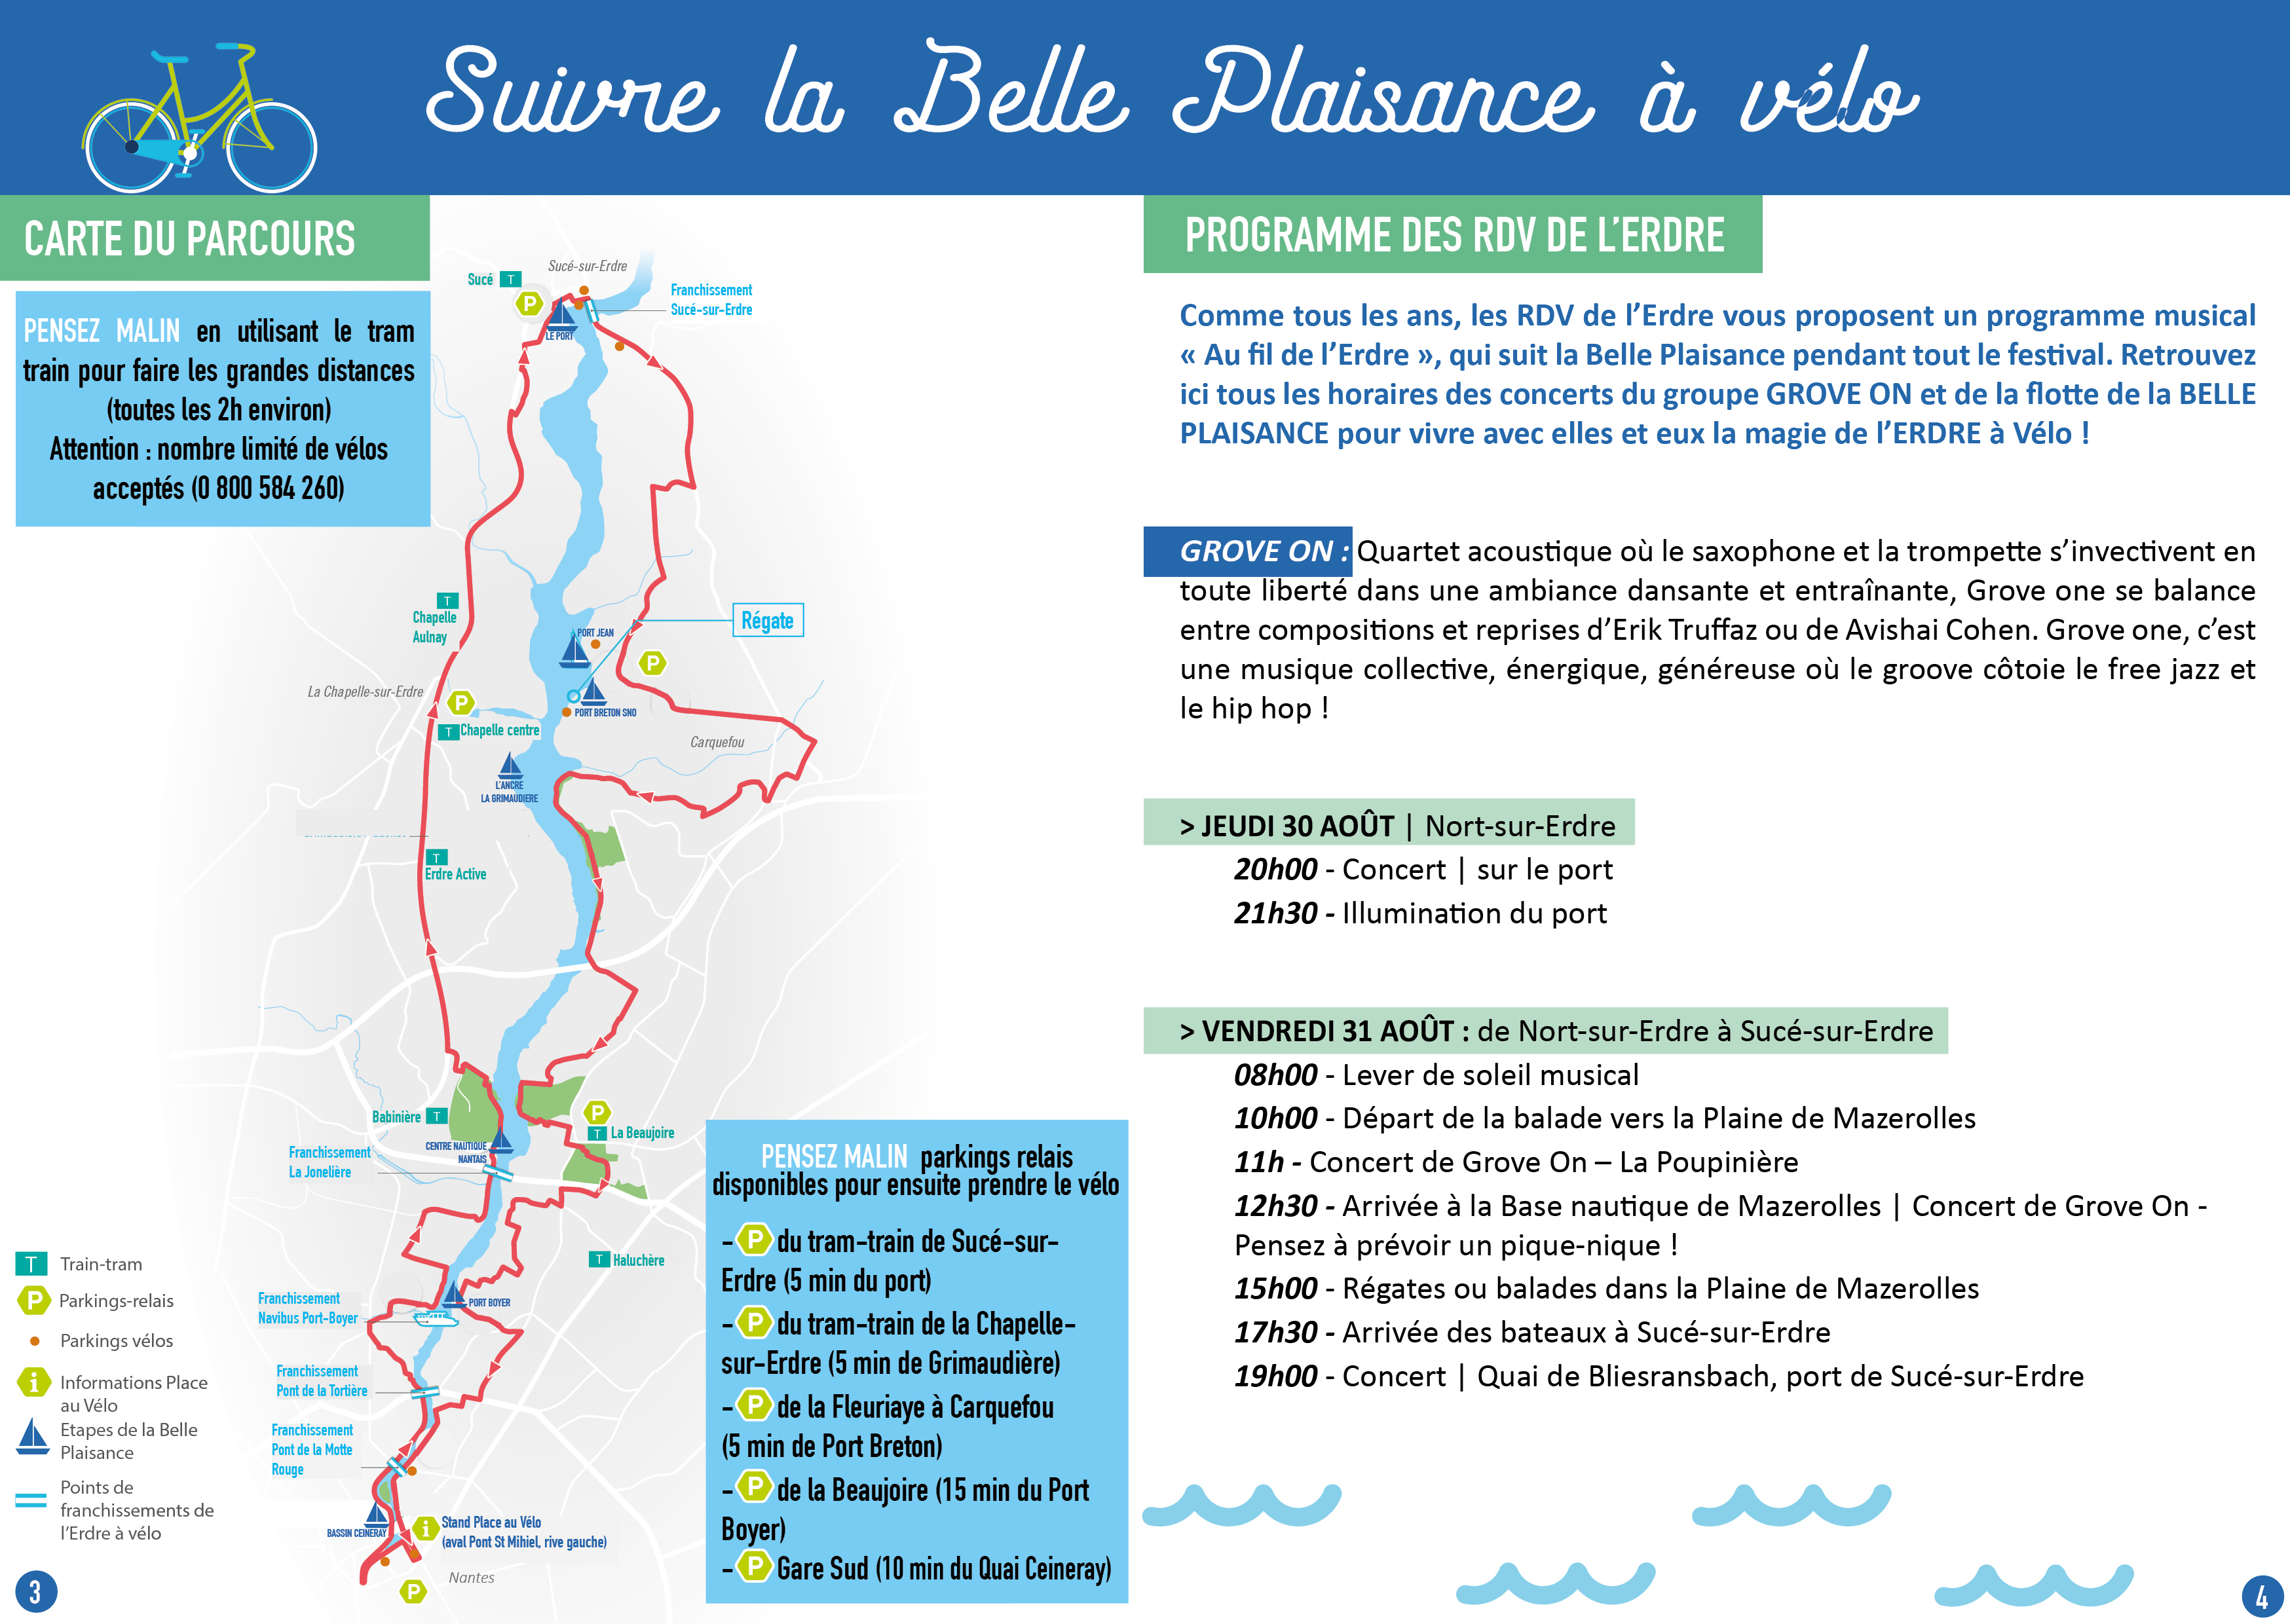 Suivre la Belle Plaisance à vélo
CARTE DU PARCOURS
PENSEZ MALIN en utilisant le tram
train pour faire les grandes distances
(toutes les 2h environ)
Attention : nombre limité de vélos
acceptés (0 800 584 260)
Sucé-sur-Erdre
Sucé T
P
Franchissement
Sucé-sur-Erdre
LE PORT
T
Chapelle
Aulnay
PORT JEAN
Régate
P
La Chapelle-sur-Erdre
P
PORT BRETON SNO
T Chapelle centre
Carquefou
L'ANCRE
LA GRIMAUDIERE
T
Erdre Active
P
Babinière T
T La Beaujoire
CENTRE NAUTIQUE
NANTAIS
Franchissement
La Jonelière
T Haluchère
Franchissement
Navibus Port-Boyer
PORT BOYER
Franchissement
Pont de la Tortière
Franchissement
Pont de la Motte
Rouge
BASSIN CEINERAY
i Stand Place au Vélo
(aval Pont St Mihiel, rive gauche)
Nantes
P
T Train-tram
P Parkings-relais
Parkings vélos
i Informations Place
au Vélo
Etapes de la Belle
Plaisance
Points de
franchissements de
l'Erdre à vélo
3
PENSEZ MALIN parkings relais
disponibles pour ensuite prendre le vélo
- P du tram-train de Sucé-sur-
Erdre (5 min du port)
- P du tram-train de la Chapelle-
sur-Erdre (5 min de Grimaudière)
- P de la Fleuriaye à Carquefou
(5 min de Port Breton)
- P de la Beaujoire (15 min du Port
Boyer)
- P Gare Sud (10 min du Quai Ceineray)
PROGRAMME DES RDV DE L'ERDRE
Comme tous les ans, les RDV de l'Erdre vous proposent un programme musical
« Au fil de l'Erdre », qui suit la Belle Plaisance pendant tout le festival. Retrouvez
ici tous les horaires des concerts du groupe GROVE ON et de la flotte de la BELLE
PLAISANCE pour vivre avec elles et eux la magie de l'ERDRE à Vélo !
GROVE ON : Quartet acoustique où le saxophone et la trompette s'invectivent en
toute liberté dans une ambiance dansante et entraînante, Grove one se balance
entre compositions et reprises d'Erik Truffaz ou de Avishai Cohen. Grove one, c'est
une musique collective, énergique, généreuse où le groove côtoie le free jazz et
le hip hop !
> JEUDI 30 AOÛT | Nort-sur-Erdre
20h00 - Concert | sur le port
21h30 - Illumination du port
> VENDREDI 31 AOÛT : de Nort-sur-Erdre à Sucé-sur-Erdre
08h00 - Lever de soleil musical
10h00 - Départ de la balade vers la Plaine de Mazerolles
11h - Concert de Grove On – La Poupinière
12h30 - Arrivée à la Base nautique de Mazerolles | Concert de Grove On -
Pensez à prévoir un pique-nique !
15h00 - Régates ou balades dans la Plaine de Mazerolles
17h30 - Arrivée des bateaux à Sucé-sur-Erdre
19h00 - Concert | Quai de Bliesransbach, port de Sucé-sur-Erdre
4